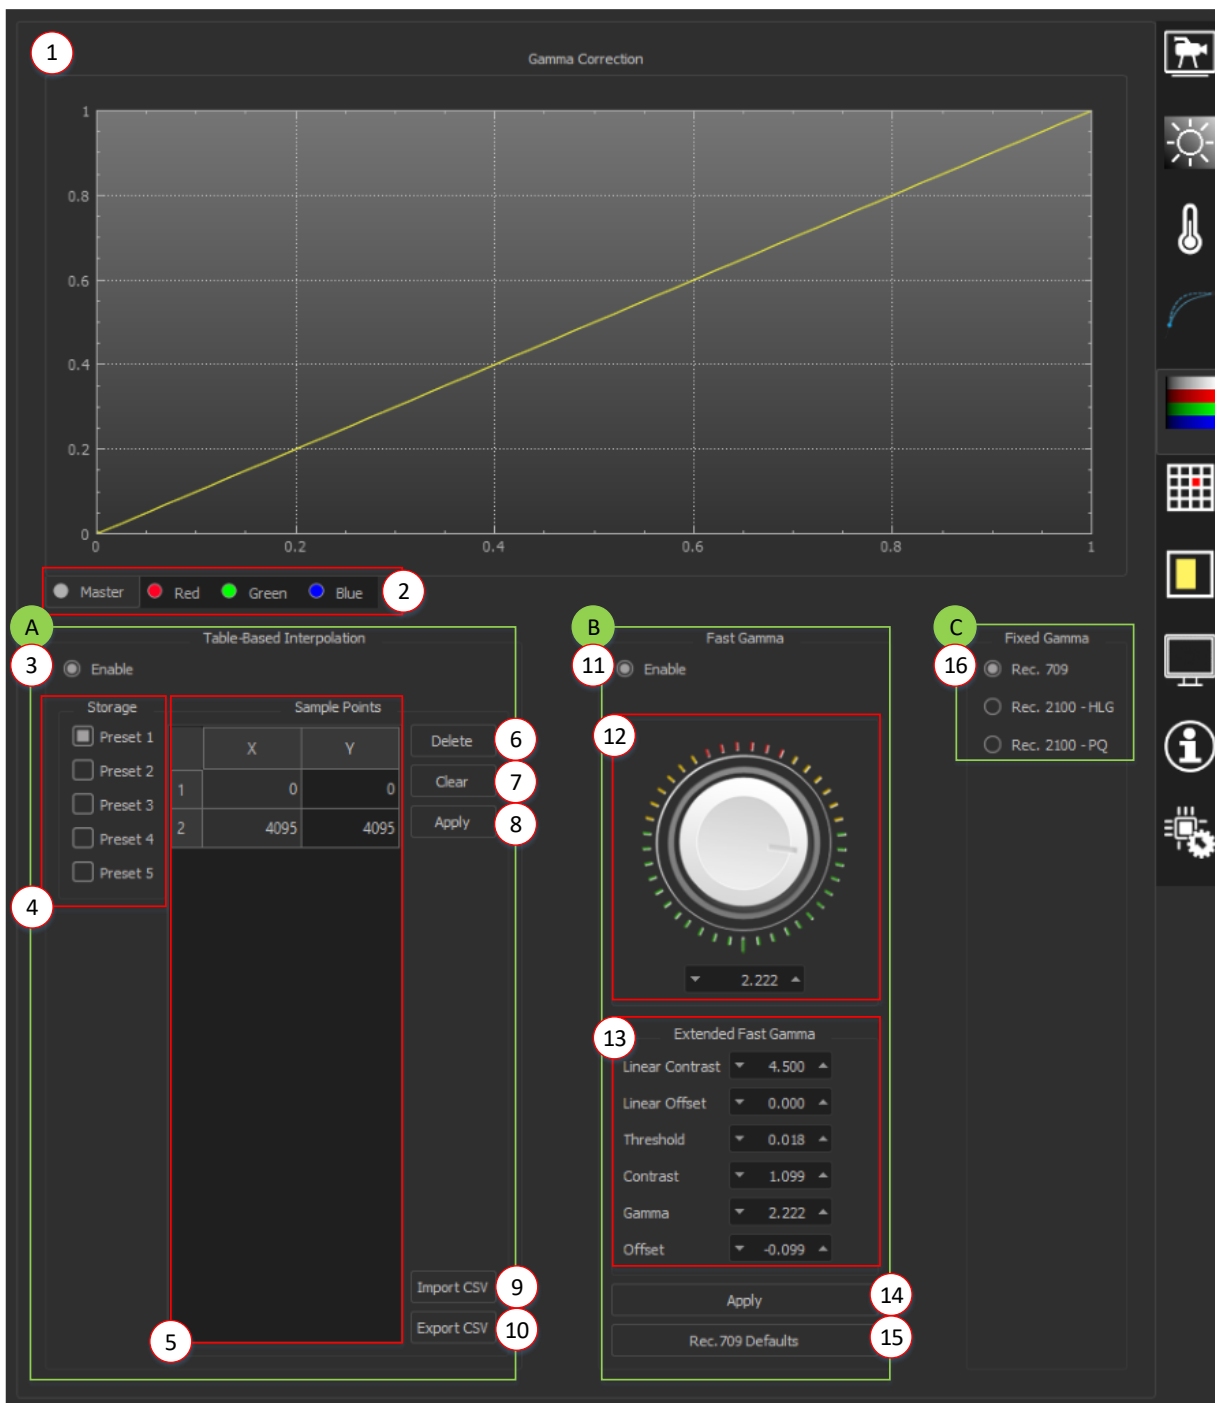 1
Gamma Correction
1
0.8
0.6
0.4
0.2
0
0 0.2 0.4 0.6 0.8 1
Master Red Green Blue 2
A
Table-Based Interpolation
3 Enable
Storage
Preset 1
Preset 2
Preset 3
Preset 4
Preset 5
4
Sample Points
X Y
1 0 0
2 4095 4095
5
Delete 6
Clear 7
Apply 8
Import CSV 9
Export CSV 10
B
Fast Gamma
11 Enable
12
2.222
13 Extended Fast Gamma
Linear Contrast 4.500
Linear Offset 0.000
Threshold 0.018
Contrast 1.099
Gamma 2.222
Offset -0.099
Apply 14
Rec.709 Defaults 15
C
Fixed Gamma
16 Rec. 709
Rec. 2100 - HLG
Rec. 2100 - PQ